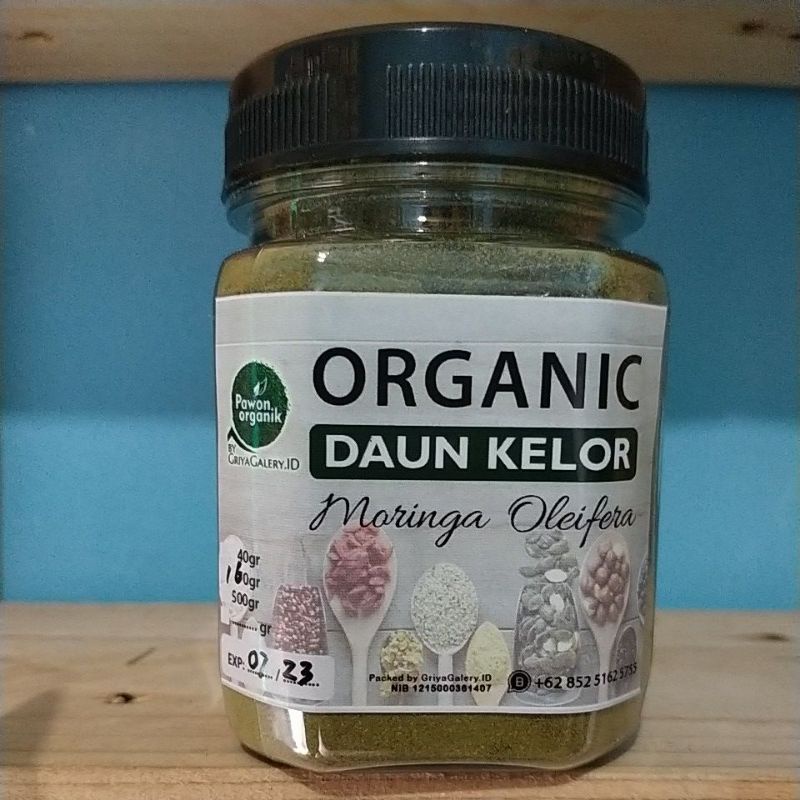 Pawon
organik
BY
GRIYAGALERY.ID
ORGANIC
DAUN KELOR
Moringa Oleifera
40gr
500gr
.......... gr
EXP: 07 / 23
Packed by GriyaGalery.ID
NIB 1215000361407
+62 852 5162 5755